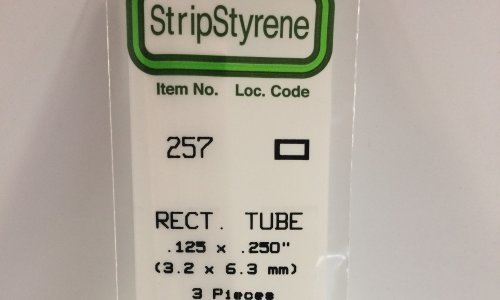 StripStyrene
Item No. Loc. Code
257
RECT. TUBE
.125 x .250"
(3.2 x 6.3 mm)
3 Pieces